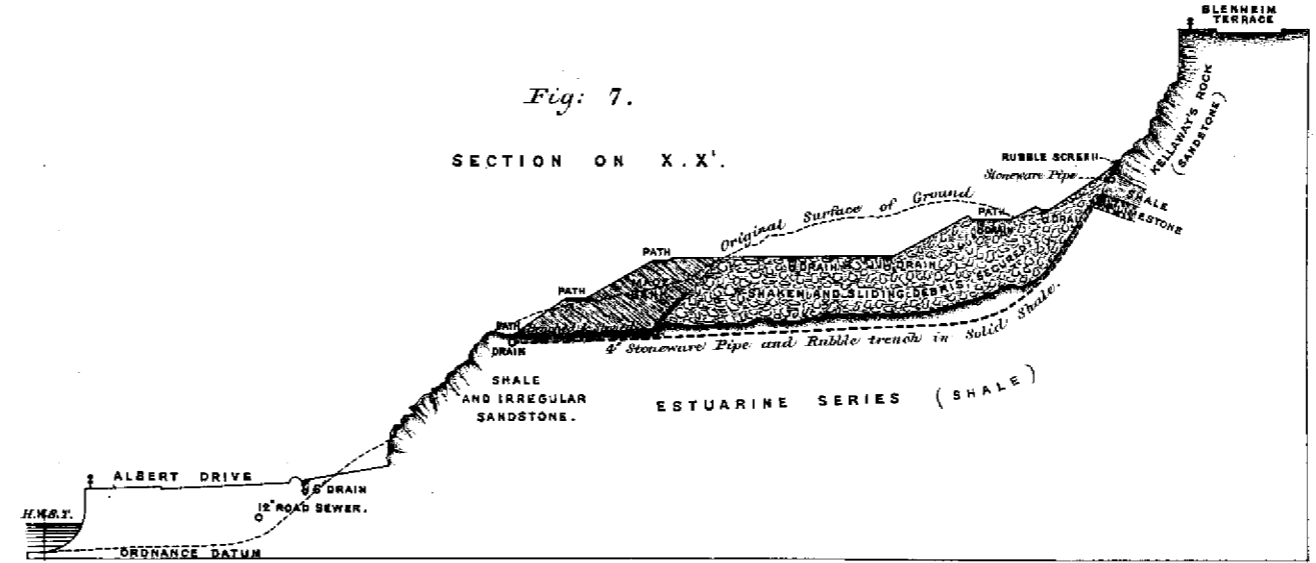 BLENHEIM
TERRACE
Fig: 7.
SECTION ON X.X'.
KELLAWAY'S ROCK
(SANDSTONE)
RUBBLE SCREEN
Stoneware Pipe
SHALE
LIMESTONE
Original Surface of Ground
PATH
DRAIN
DRAIN
PATH
DRAIN
DRAIN
MADE
PATH
SHAKEN AND SLIDING DEBRIS SECURED
PATH
DRAIN
4" Stoneware Pipe and Rubble trench in Solid Shale.
SHALE
AND IRREGULAR
SANDSTONE.
ESTUARINE SERIES (SHALE)
ALBERT DRIVE
6" DRAIN
12" ROAD SEWER.
H.W.S.T.
ORDNANCE DATUM